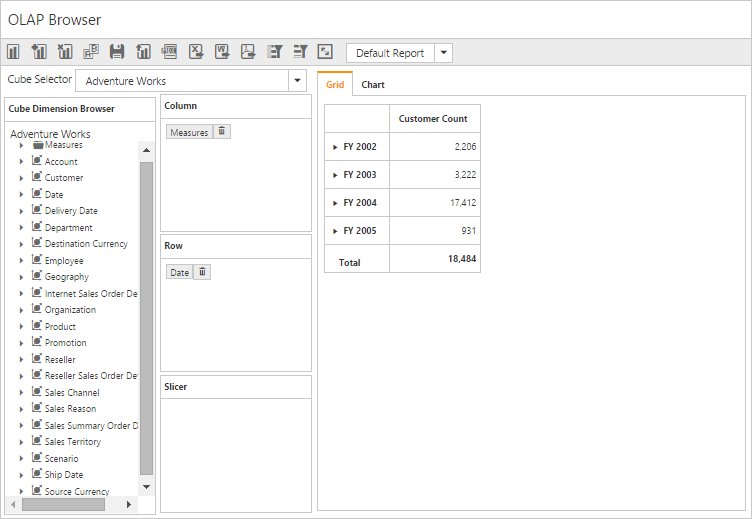 OLAP Browser
Default Report
Cube Selector
Adventure Works
Cube Dimension Browser
Adventure Works
Measures
Account
Customer
Date
Delivery Date
Department
Destination Currency
Employee
Geography
Internet Sales Order De
Organization
Product
Promotion
Reseller
Reseller Sales Order De
Sales Channel
Sales Reason
Sales Summary Order D
Sales Territory
Scenario
Ship Date
Source Currency
Column
Measures
Row
Date
Slicer
Grid Chart
Customer Count
FY 2002 2,206
FY 2003 3,222
FY 2004 17,412
FY 2005 931
Total 18,484